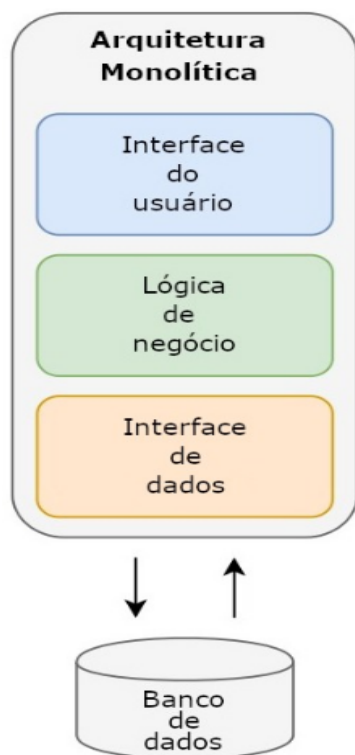 Arquitetura
Monolítica
Interface
do
usuário
Lógica
de
negócio
Interface
de
dados
Banco
de
dados